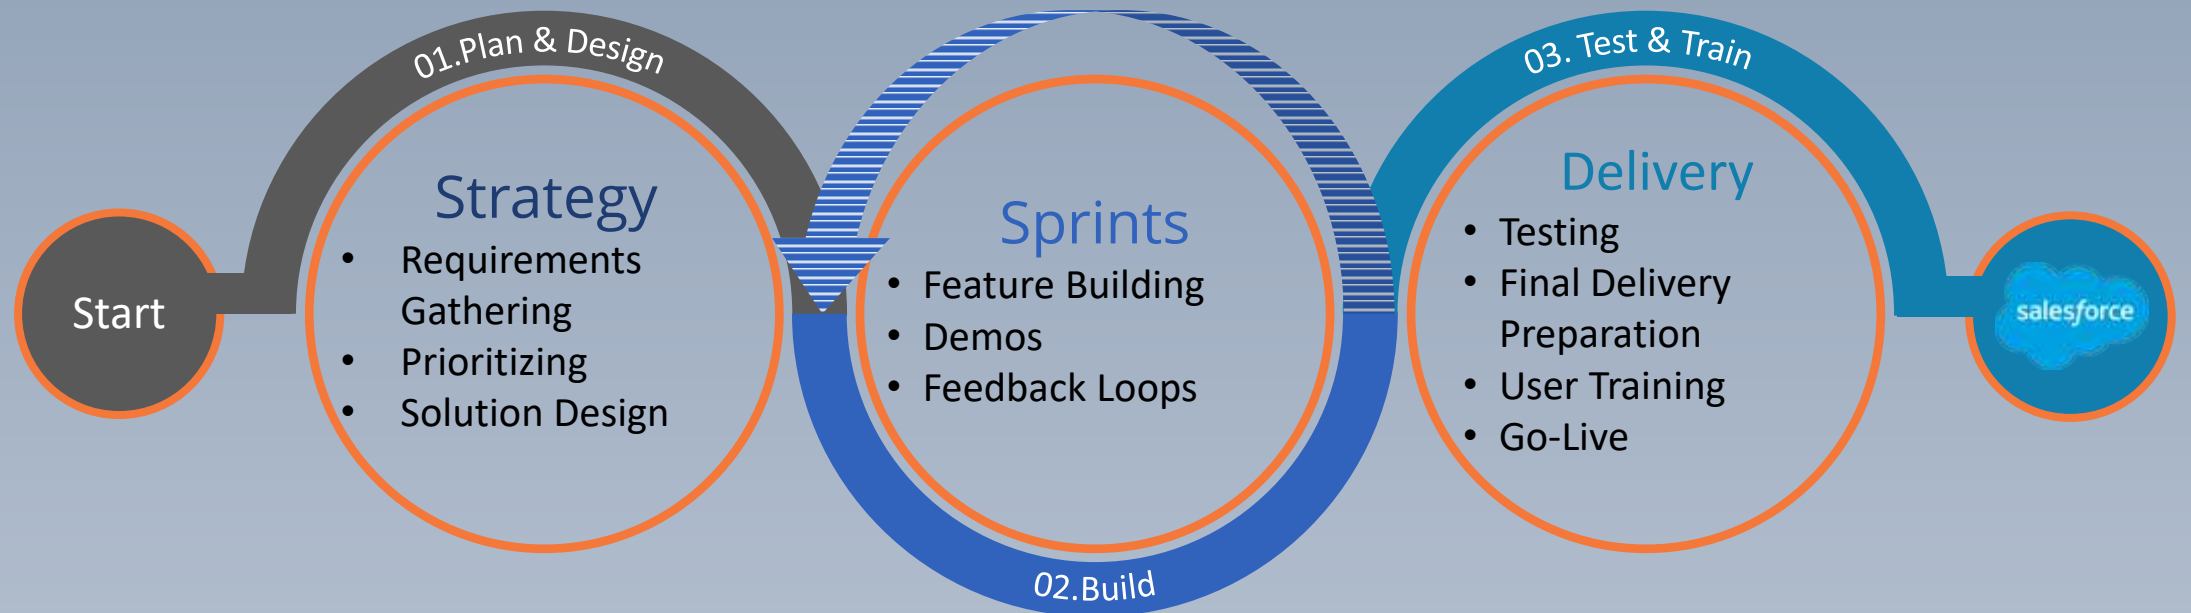 Start
01.Plan & Design
Strategy
• Requirements
Gathering
• Prioritizing
• Solution Design
Sprints
• Feature Building
• Demos
• Feedback Loops
02.Build
03. Test & Train
Delivery
• Testing
• Final Delivery
Preparation
• User Training
• Go-Live
salesforce